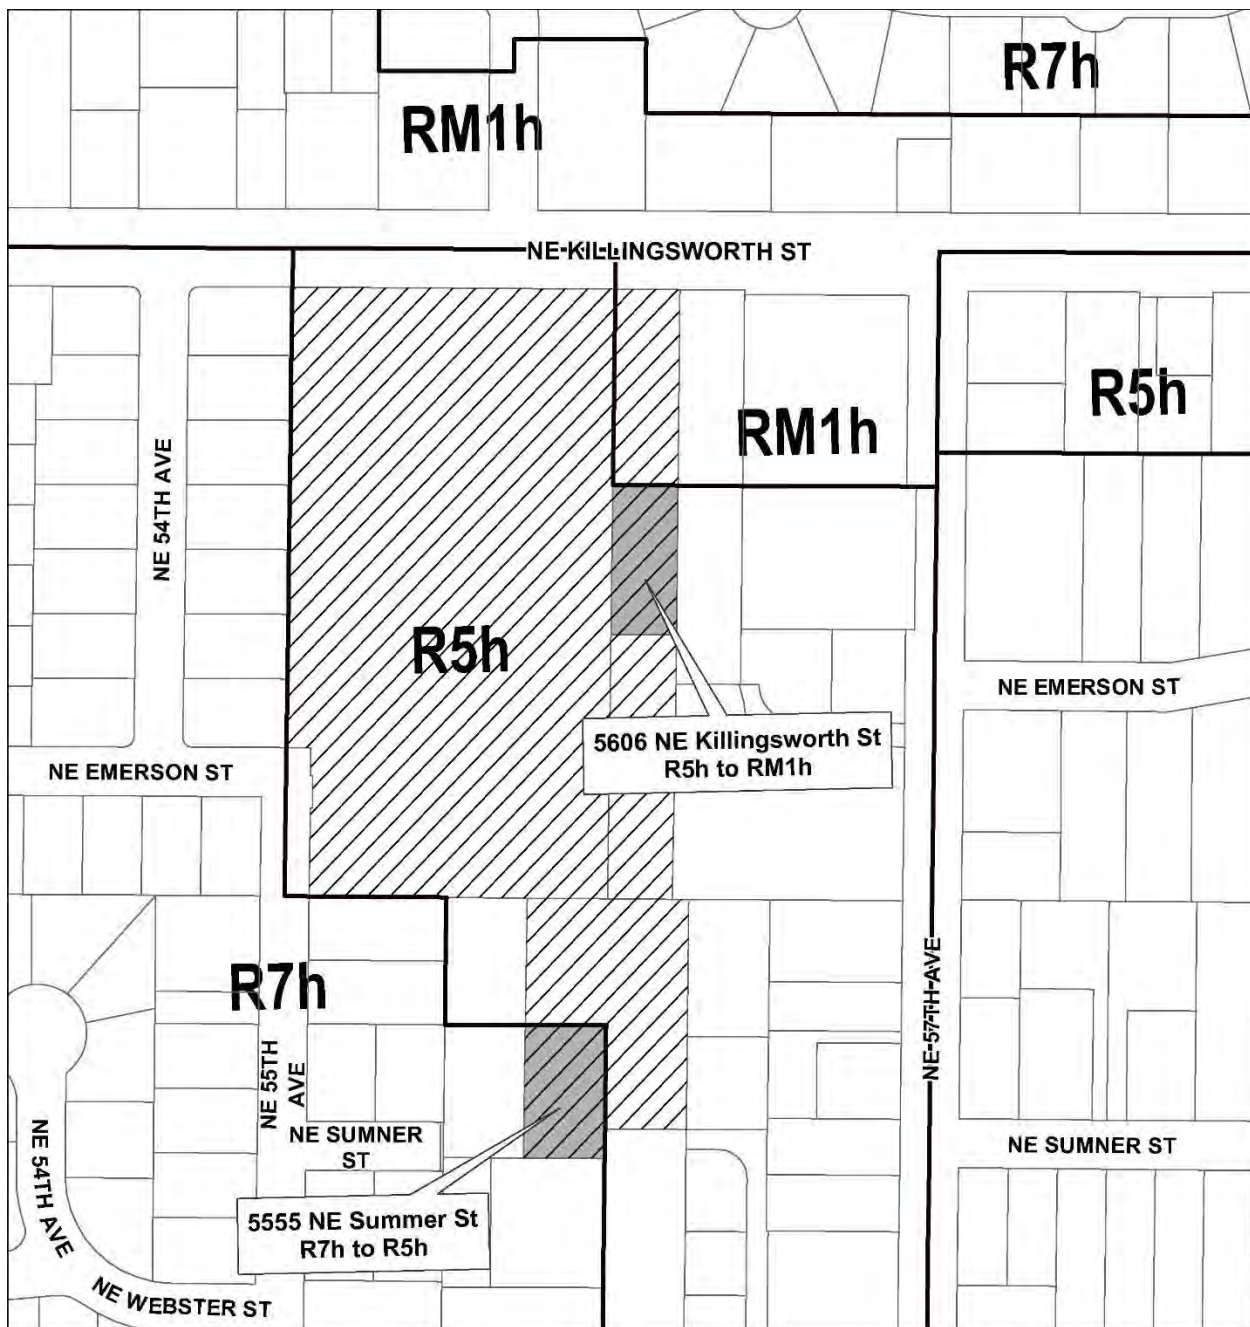 R7h
RM1h
NE KILLINGSWORTH ST
R5h
RM1h
NE 54TH AVE
R5h
NE EMERSON ST
5606 NE Killingsworth St
R5h to RM1h
NE EMERSON ST
R7h
NE 57TH AVE
NE 55TH
AVE
NE SUMNER
ST
NE SUMNER ST
NE 54TH AVE
5555 NE Summer St
R7h to R5h
NE WEBSTER ST